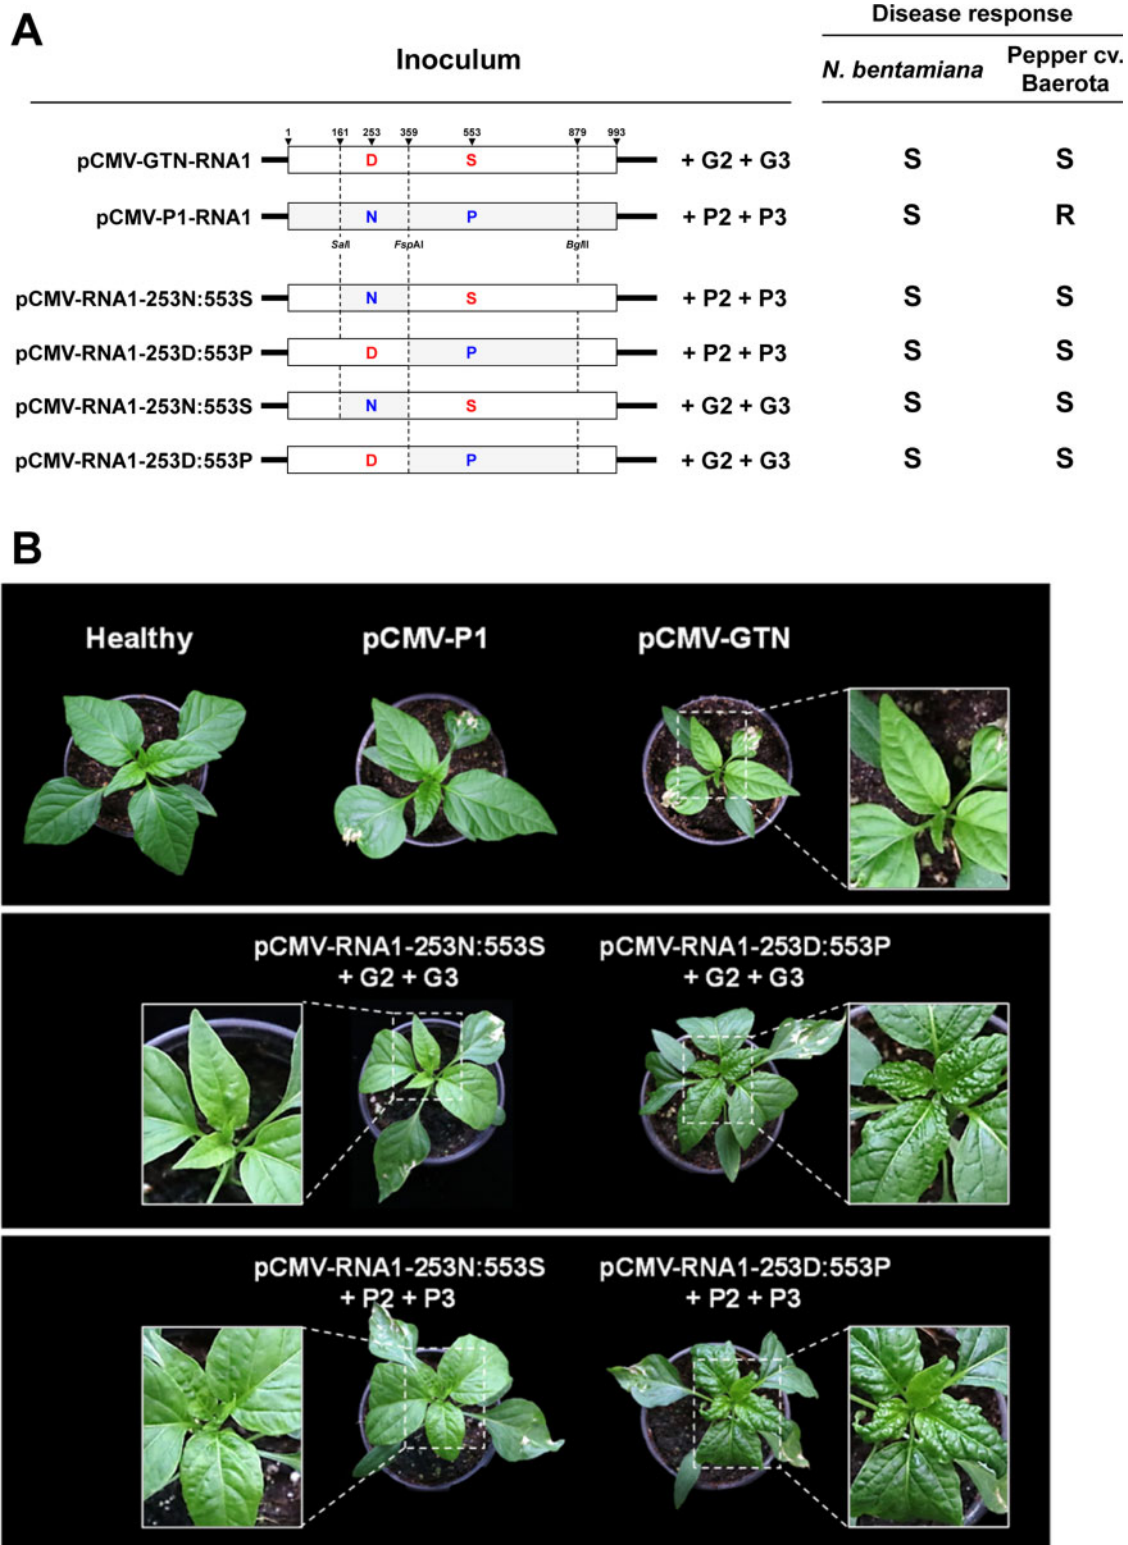 A
Disease response
Inoculum
N. bentamiana
Pepper cv.
Baerota
1 161 253 359 553 879 993
pCMV-GTN-RNA1 D S + G2 + G3 S S
pCMV-P1-RNA1 N P + P2 + P3 S R
SalI FspAI BglII
pCMV-RNA1-253N:553S N S + P2 + P3 S S
pCMV-RNA1-253D:553P D P + P2 + P3 S S
pCMV-RNA1-253N:553S N S + G2 + G3 S S
pCMV-RNA1-253D:553P D P + G2 + G3 S S
B
Healthy pCMV-P1 pCMV-GTN
pCMV-RNA1-253N:553S
+ G2 + G3
pCMV-RNA1-253D:553P
+ G2 + G3
pCMV-RNA1-253N:553S
+ P2 + P3
pCMV-RNA1-253D:553P
+ P2 + P3